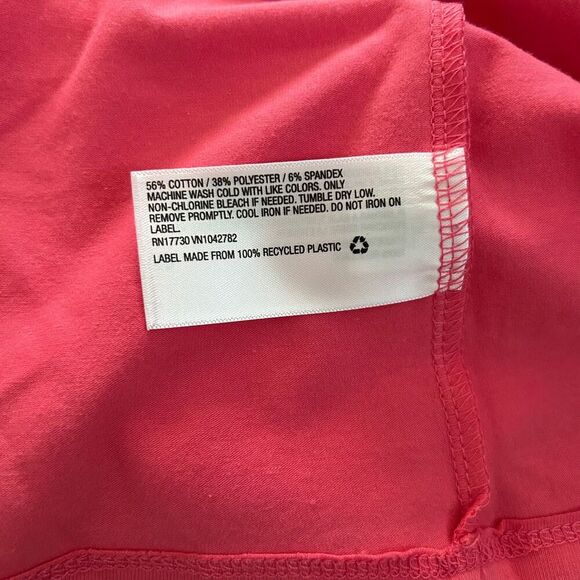 56% COTTON / 38% POLYESTER / 6% SPANDEX
MACHINE WASH COLD WITH LIKE COLORS. ONLY
NON-CHLORINE BLEACH IF NEEDED. TUMBLE DRY LOW.
REMOVE PROMPTLY. COOL IRON IF NEEDED. DO NOT IRON ON
LABEL.
RN17730 VN1042782
LABEL MADE FROM 100% RECYCLED PLASTIC